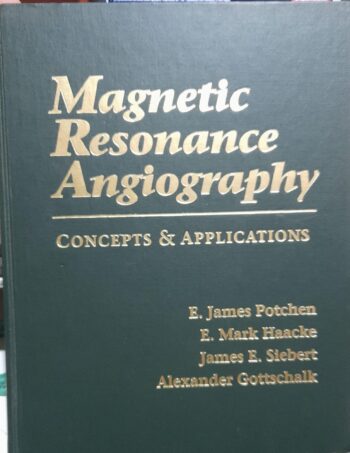 Magnetic
Resonance
Angiography
CONCEPTS & APPLICATIONS
E. James Potchen
E. Mark Haacke
James E. Siebert
Alexander Gottschalk